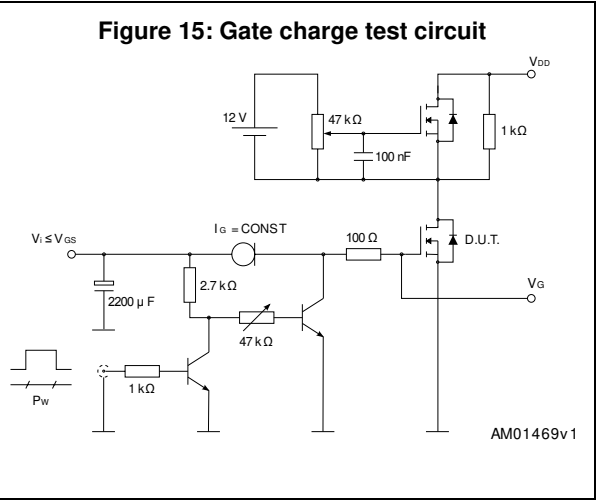 Figure 15: Gate charge test circuit
VDD
12 V
47 kΩ
1 kΩ
100 nF
IG = CONST
Vi ≤ VGS
100 Ω
D.U.T.
2.7 kΩ
2200 μF
VG
47 kΩ
1 kΩ
PW
AM01469v1